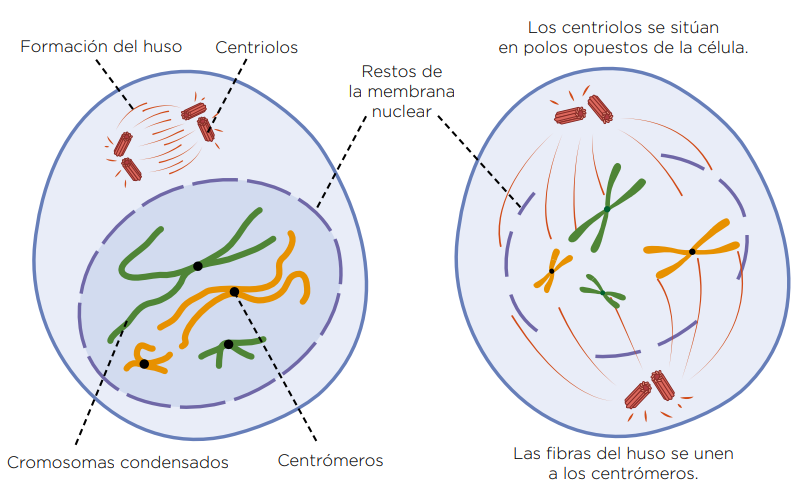 Formación del huso
Centriolos
Restos de
la membrana
nuclear
Los centriolos se sitúan
en polos opuestos de la célula.
Cromosomas condensados
Centrómeros
Las fibras del huso se unen
a los centrómeros.